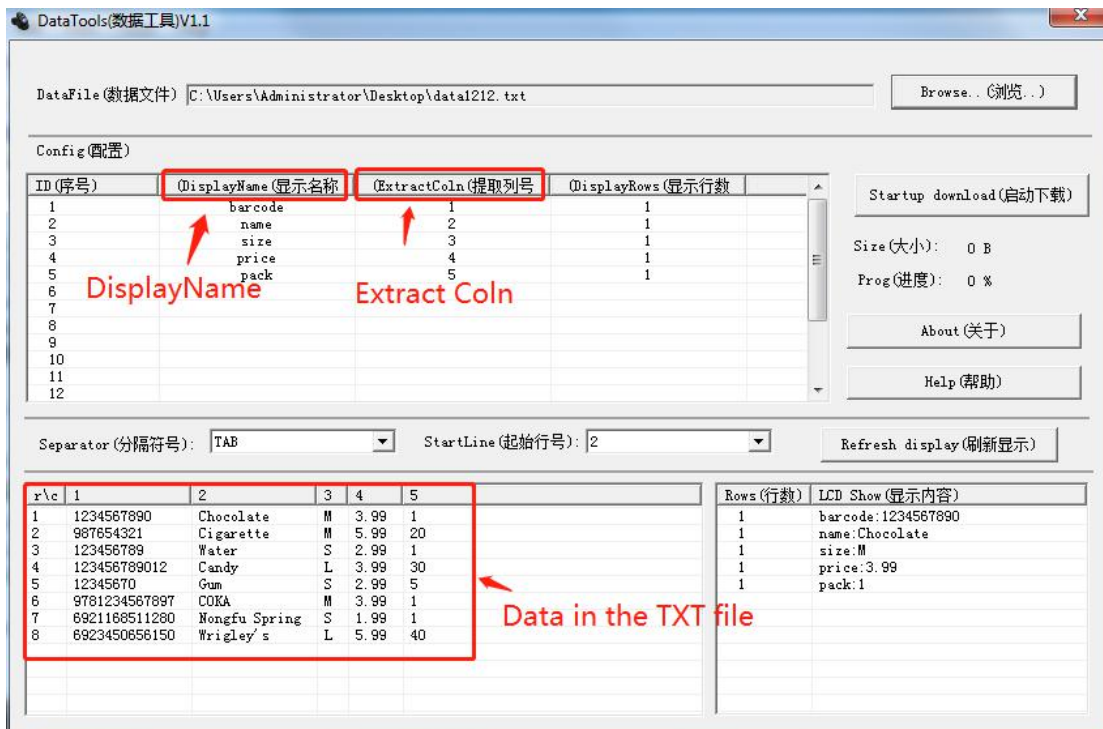 DataTools(数据工具)V1.1
DataFile(数据文件) C:\Users\Administrator\Desktop\data1212.txt Browse..(浏览..)
Config(配置)
ID(序号) (DisplayName(显示名称 (ExtractColn(提取列号 (DisplayRows(显示行数
1 barcode 1 1
2 name 2 1
3 size 3 1
4 price 4 1
5 pack 5 1
6
7
8
9
10
11
12
DisplayName Extract Coln
Startup download(启动下载)
Size(大小): 0 B
Prog(进度): 0 %
About(关于)
Help(帮助)
Separator(分隔符号): TAB StartLine(起始行号): 2 Refresh display(刷新显示)
r\c 1 2 3 4 5
1 1234567890 Chocolate M 3.99 1
2 987654321 Cigarette M 5.99 20
3 123456789 Water S 2.99 1
4 123456789012 Candy L 3.99 30
5 12345670 Gum S 2.99 5
6 9781234567897 COKA M 3.99 1
7 6921168511280 Nongfu Spring S 1.99 1
8 6923450656150 Wrigley's L 5.99 40
Data in the TXT file
Rows(行数) LCD Show(显示内容)
1 barcode:1234567890
1 name:Chocolate
1 size:M
1 price:3.99
1 pack:1